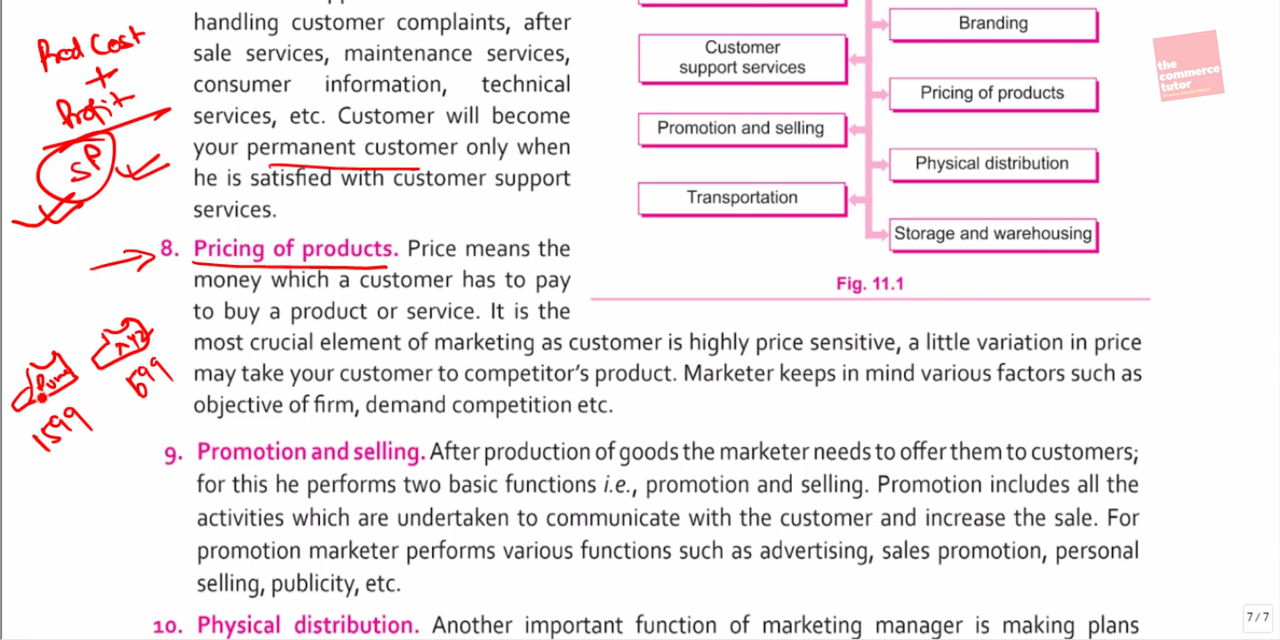 handling customer complaints, after
sale services, maintenance services,
consumer information, technical
services, etc. Customer will become
your permanent customer only when
he is satisfied with customer support
services.
8. Pricing of products. Price means the
money which a customer has to pay
to buy a product or service. It is the
most crucial element of marketing as customer is highly price sensitive, a little variation in price
may take your customer to competitor's product. Marketer keeps in mind various factors such as
objective of firm, demand competition etc.
9. Promotion and selling. After production of goods the marketer needs to offer them to customers;
for this he performs two basic functions i.e., promotion and selling. Promotion includes all the
activities which are undertaken to communicate with the customer and increase the sale. For
promotion marketer performs various functions such as advertising, sales promotion, personal
selling, publicity, etc.
10. Physical distribution. Another important function of marketing manager is making plans
Branding
Customer
support services
Pricing of products
Promotion and selling
Physical distribution
Transportation
Storage and warehousing
Fig. 11.1
Prod Cost
+
Profit
SP
Puma
1599
XYZ
599
the
commerce
tutor
7/7